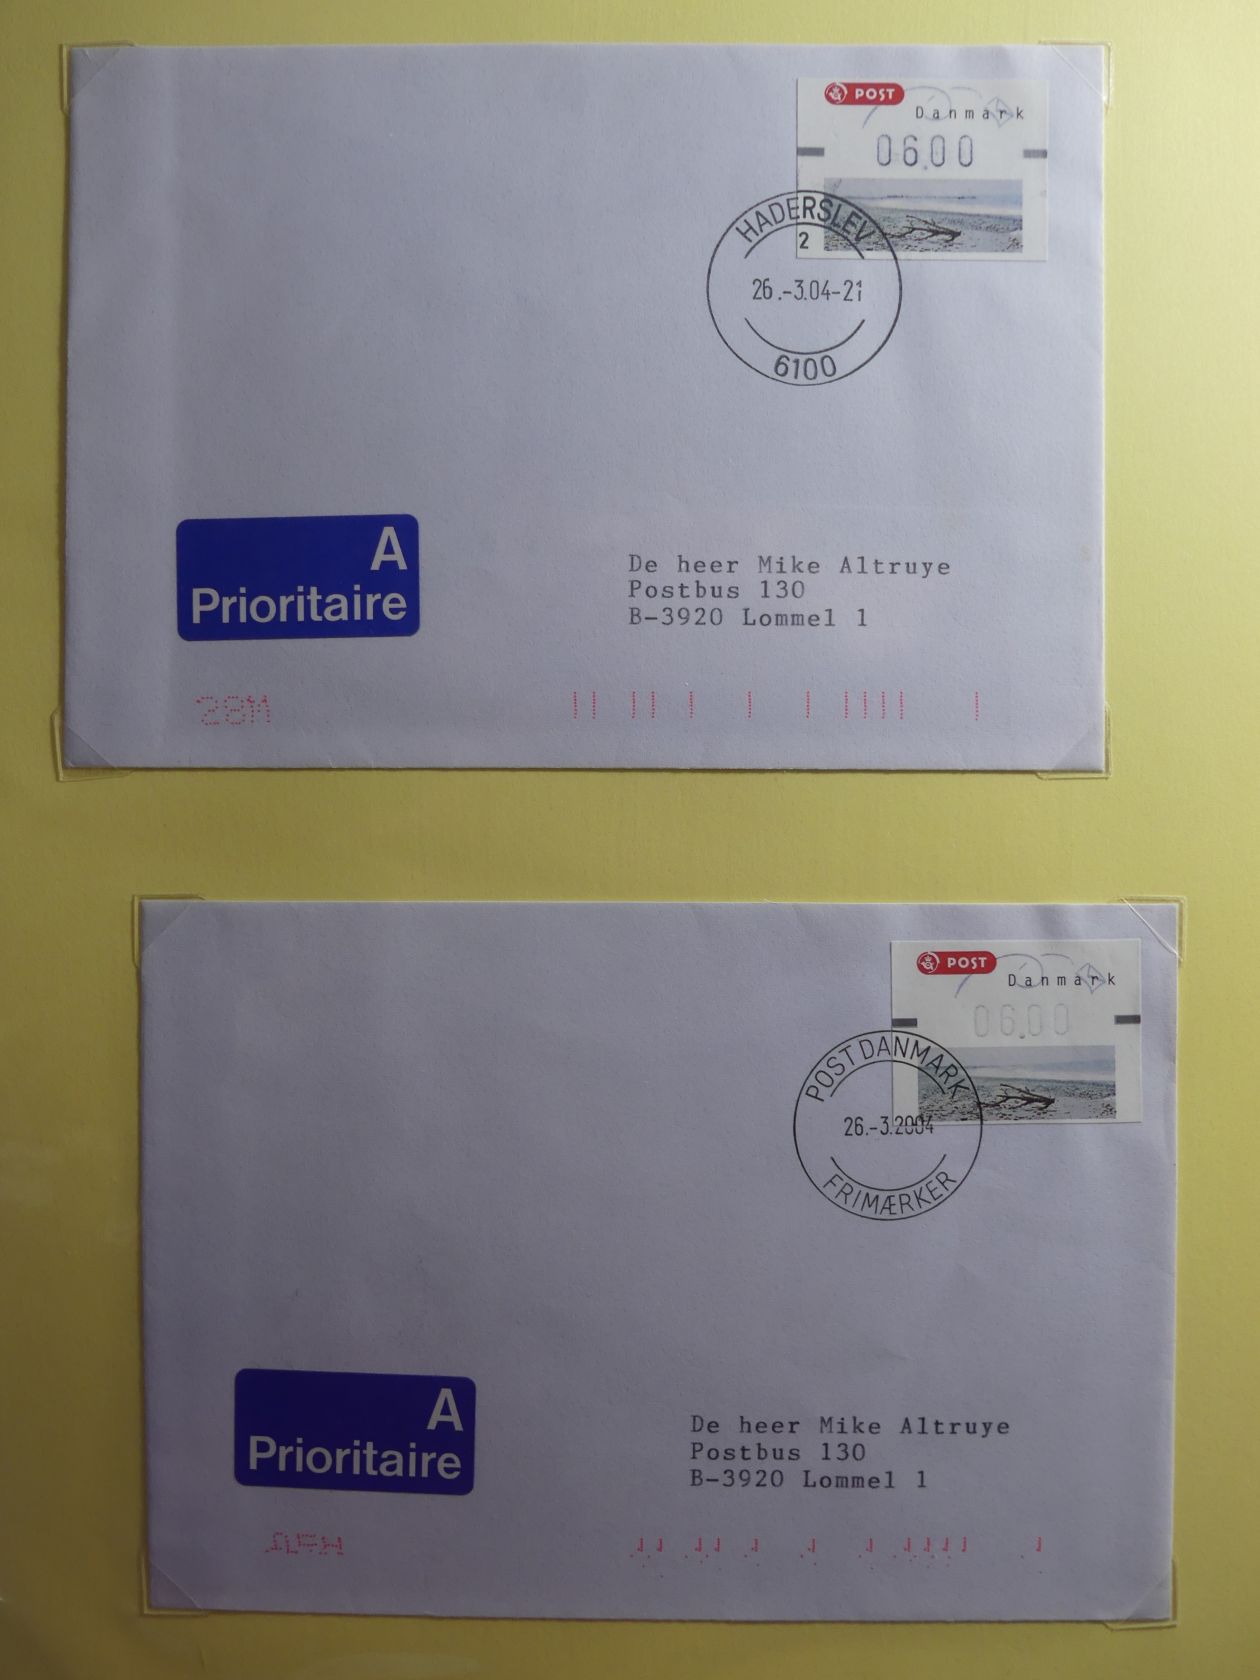 POST
Danmark
06.00
HADERSLEV
2
26.-3.04-21
6100
A
Prioritaire
De heer Mike Altruye
Postbus 130
B-3920 Lommel 1
28M
POST
Danmark
06.00
POST DANMARK
26.-3.2004
FRIMÆRKER
A
Prioritaire
De heer Mike Altruye
Postbus 130
B-3920 Lommel 1